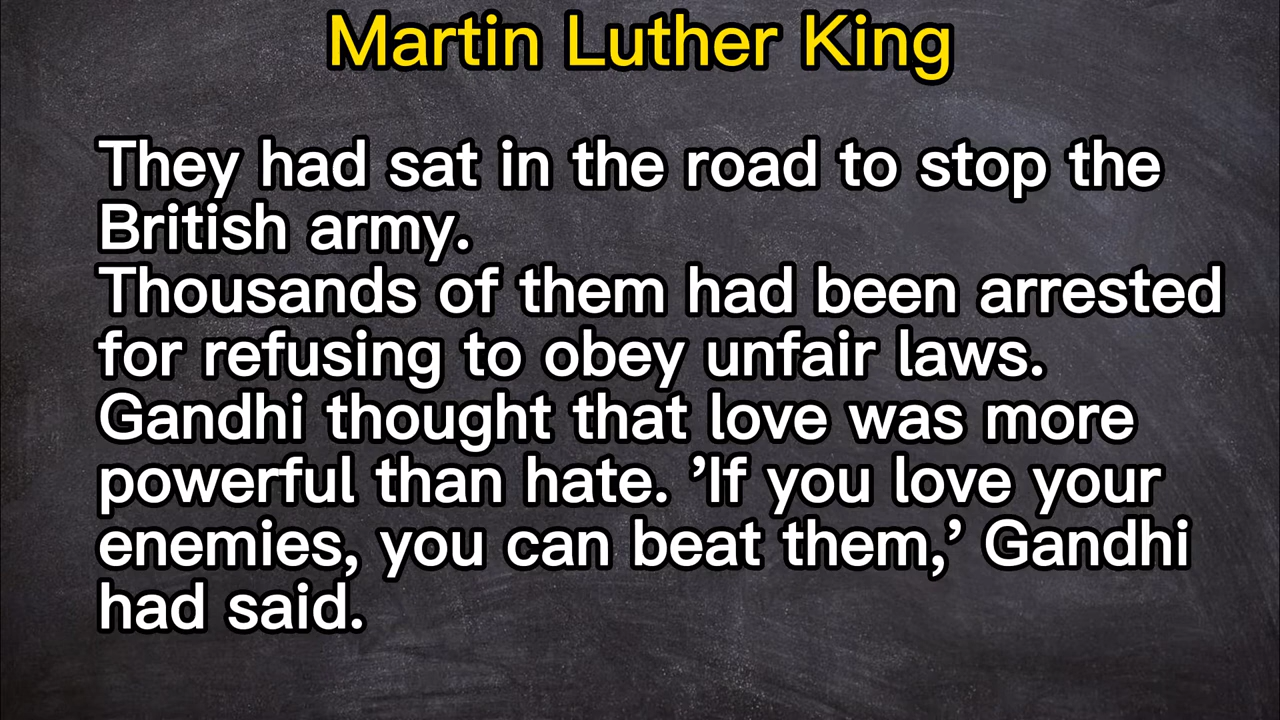 Martin Luther King
They had sat in the road to stop the
British army.
Thousands of them had been arrested
for refusing to obey unfair laws.
Gandhi thought that love was more
powerful than hate. ’If you love your
enemies, you can beat them,’ Gandhi
had said.